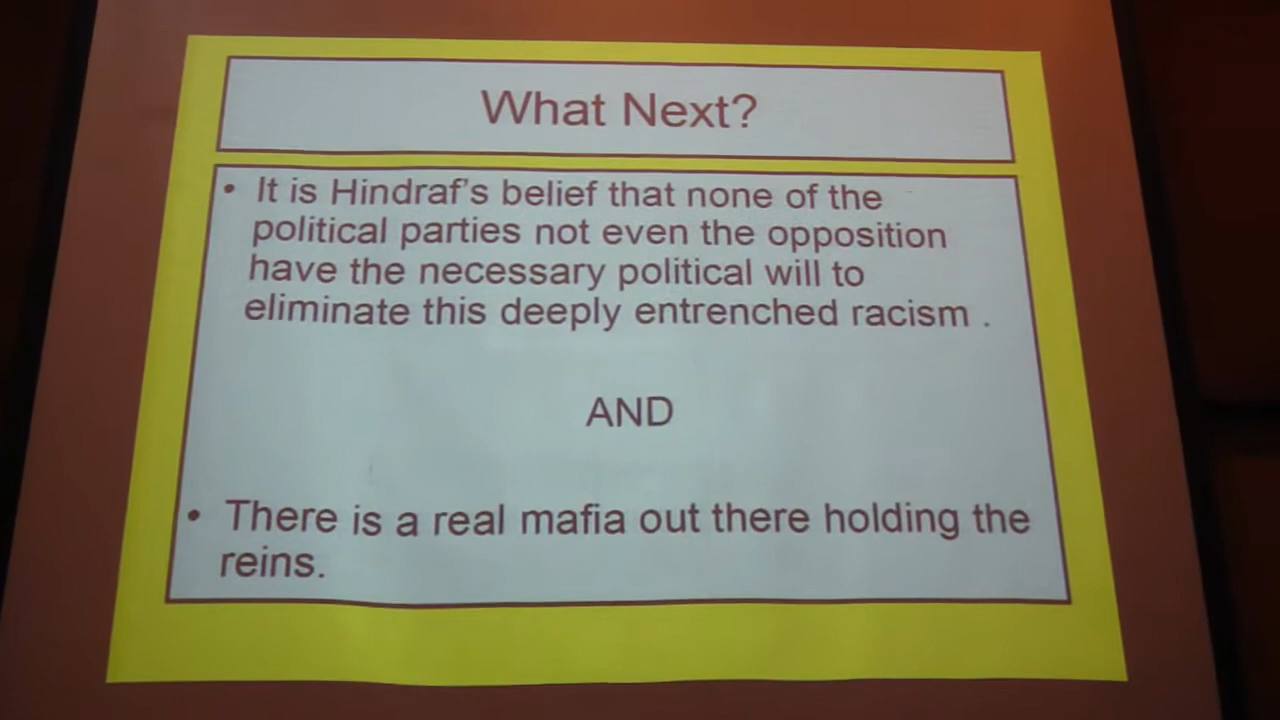 What Next?
• It is Hindraf's belief that none of the
political parties not even the opposition
have the necessary political will to
eliminate this deeply entrenched racism .
AND
• There is a real mafia out there holding the
reins.